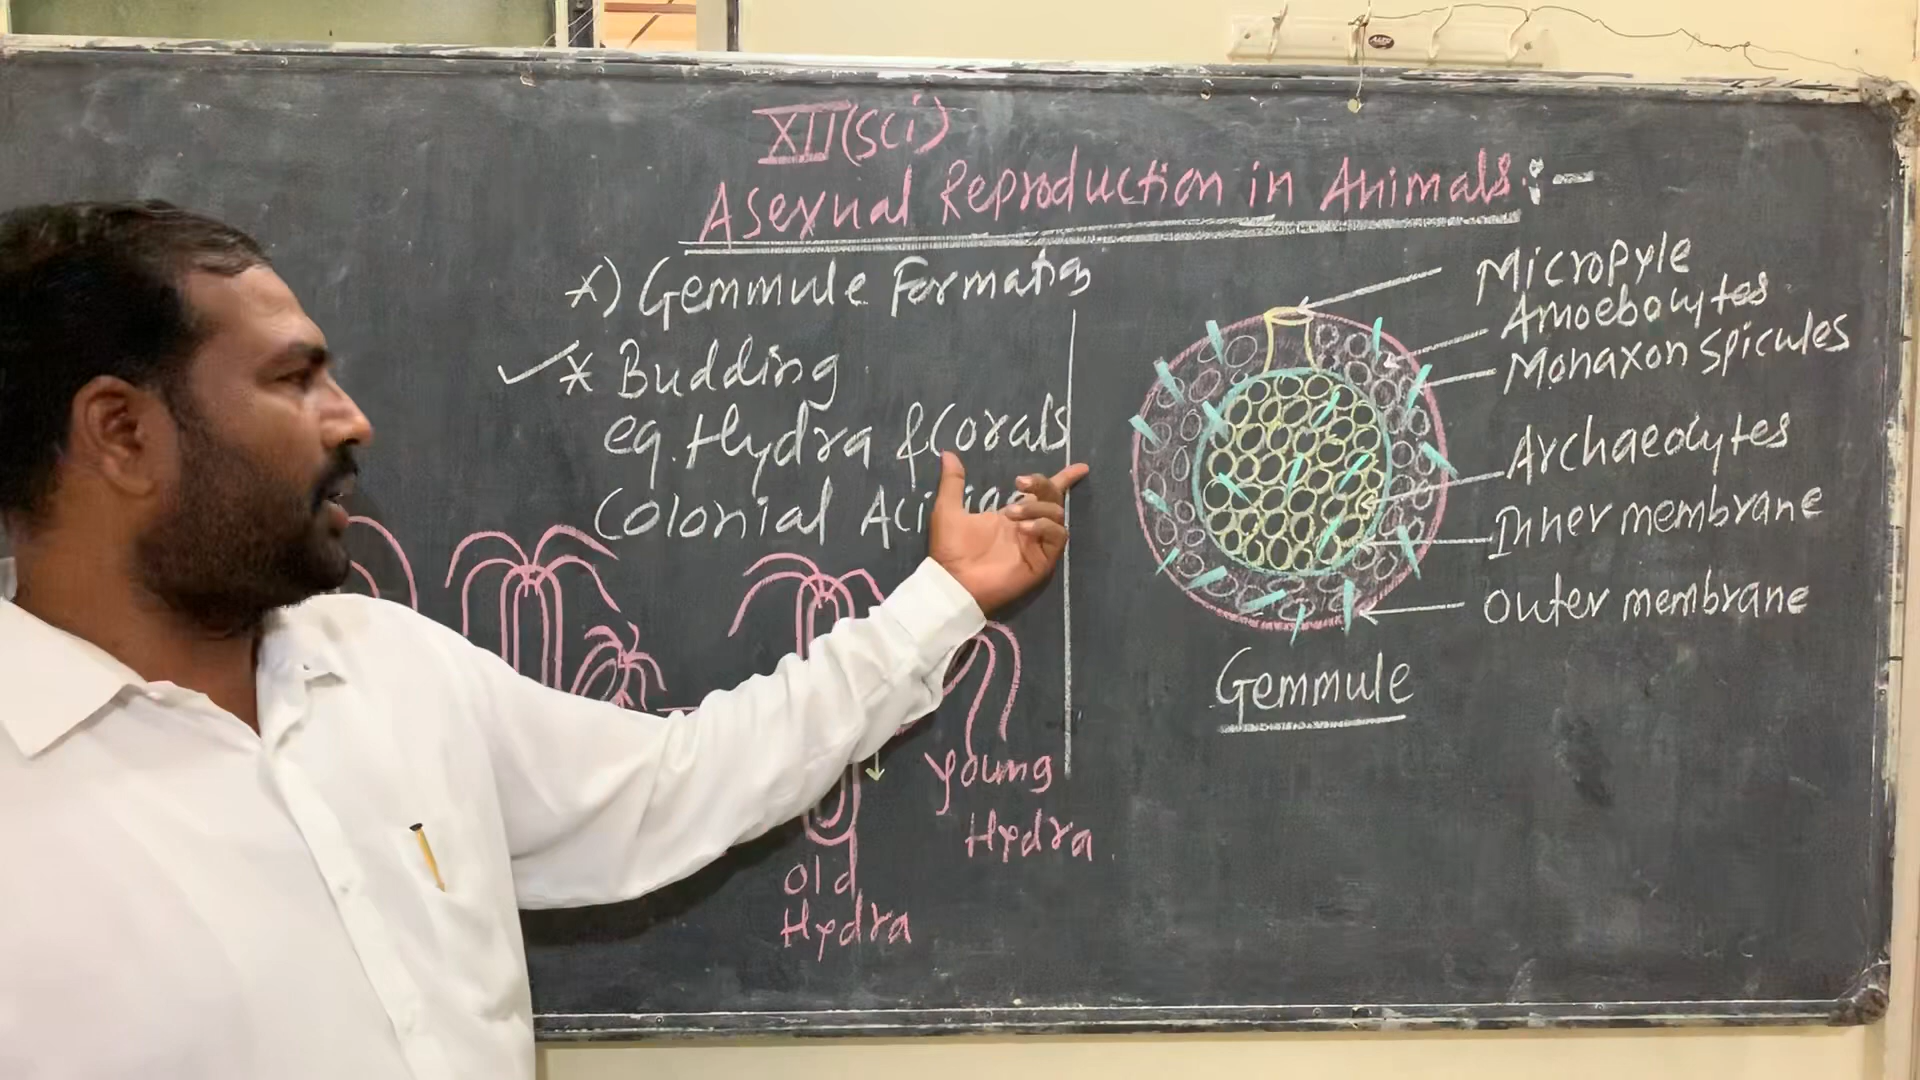 XII (Sci)
Asexual Reproduction in Animals :-
*) Gemmule Formation
✓ * Budding
eg. Hydra & Corals
Colonial
Young
Hydra
Old
Hydra
Micropyle
Amoebocytes
Monaxon Spicules
Archaeocytes
Inner membrane
Outer membrane
Gemmule